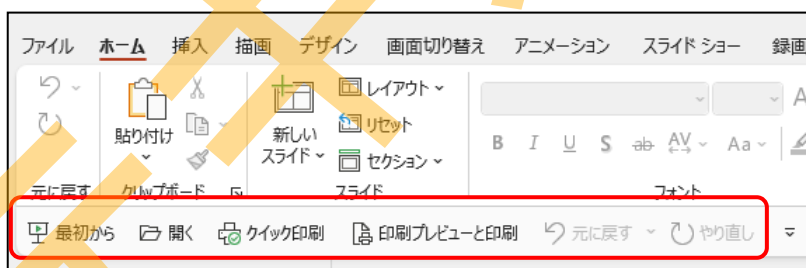 ファイル ホーム 挿入 描画 デザイン 画面切り替え アニメーション スライド ショー 録画
貼り付け
新しい
スライド
レイアウト
リセット
セクション
B I U S ab AV Aa A
元に戻す クリップボード スライド フォント
最初から 開く クイック印刷 印刷プレビューと印刷 元に戻す やり直し